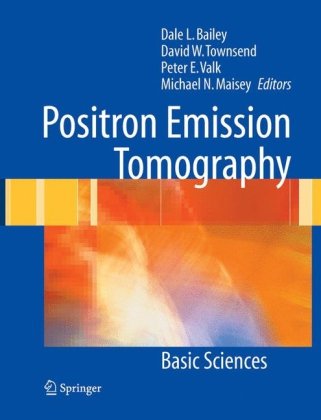 Dale L. Bailey
David W. Townsend
Peter E. Valk
Michael N. Maisey Editors
Positron Emission
Tomography
Basic Sciences
Springer